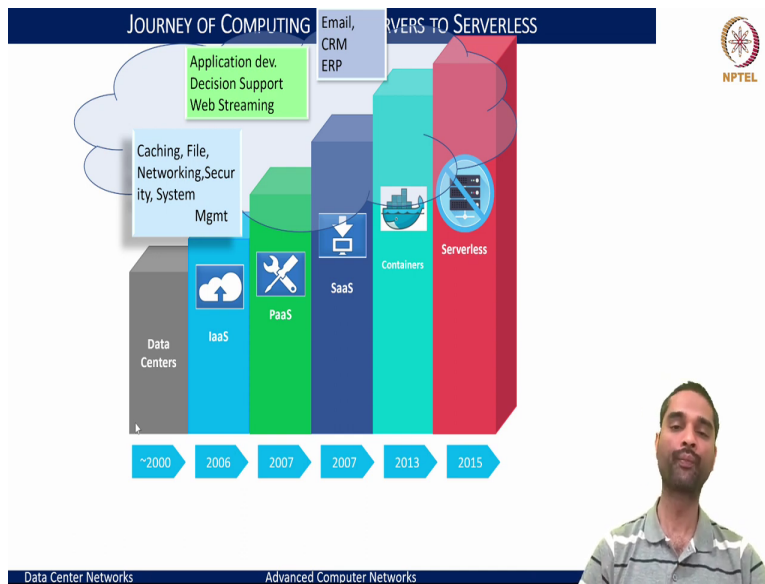 JOURNEY OF COMPUTING RVERS TO SERVERLESS
Email,
CRM
ERP
NPTEL
Application dev.
Decision Support
Web Streaming
Caching, File,
Networking,Secur
ity, System
Mgmt
Data
Centers
IaaS
PaaS
SaaS
Containers
Serverless
~2000
2006
2007
2007
2013
2015
Data Center Networks
Advanced Computer Networks